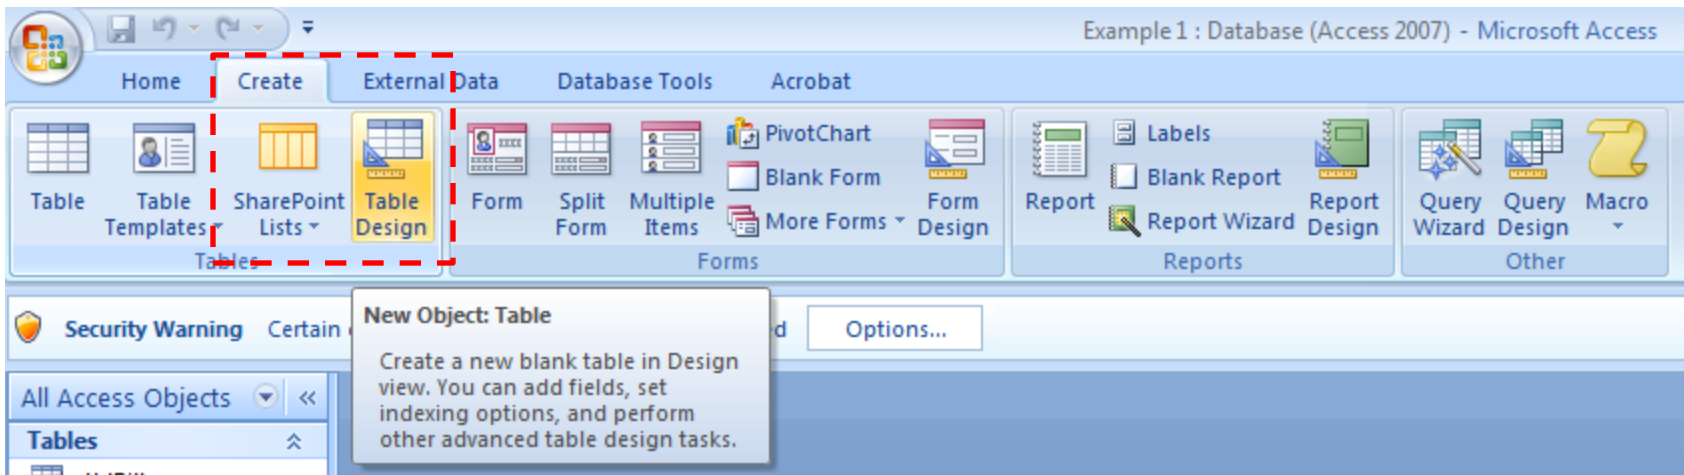 Example 1 : Database (Access 2007) - Microsoft Access
Home Create External Data Database Tools Acrobat
Table
Table Templates
SharePoint Lists
Table Design
Tables
Form
Split Form
Multiple Items
PivotChart
Blank Form
More Forms
Form Design
Forms
Report
Labels
Blank Report
Report Wizard
Report Design
Reports
Query Wizard
Query Design
Macro
Other
Security Warning Certain Options...
New Object: Table
Create a new blank table in Design
view. You can add fields, set
indexing options, and perform
other advanced table design tasks.
All Access Objects
Tables